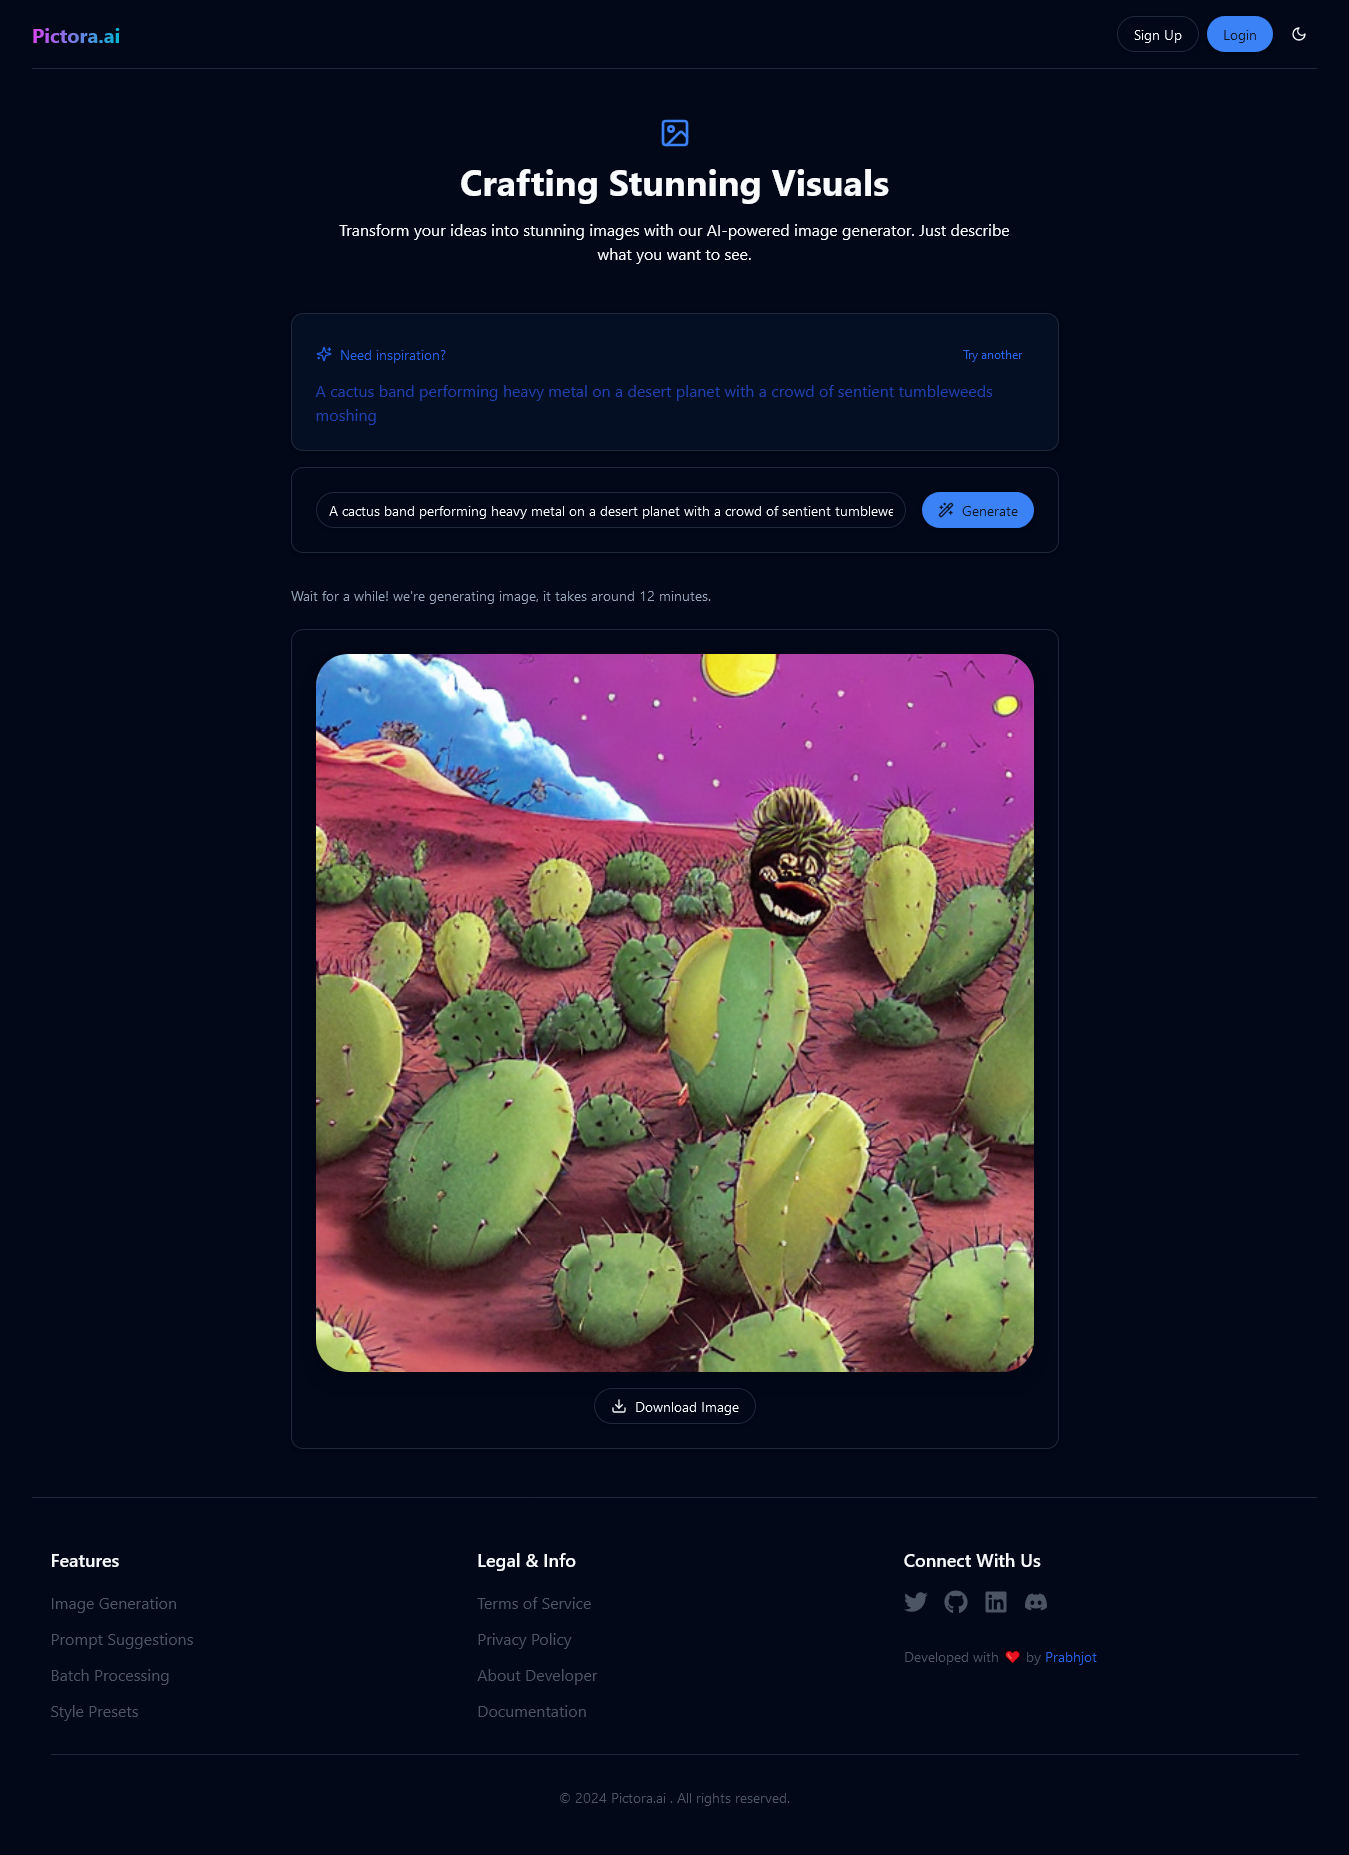 Pictora.ai
Sign Up
Login
Crafting Stunning Visuals
Transform your ideas into stunning images with our AI-powered image generator. Just describe
what you want to see.
Need inspiration?
Try another
A cactus band performing heavy metal on a desert planet with a crowd of sentient tumbleweeds
moshing
A cactus band performing heavy metal on a desert planet with a crowd of sentient tumblewe
Generate
Wait for a while! we're generating image, it takes around 12 minutes.
Download Image
Features
Image Generation
Prompt Suggestions
Batch Processing
Style Presets
Legal & Info
Terms of Service
Privacy Policy
About Developer
Documentation
Connect With Us
Developed with ❤ by Prabhjot
© 2024 Pictora.ai . All rights reserved.